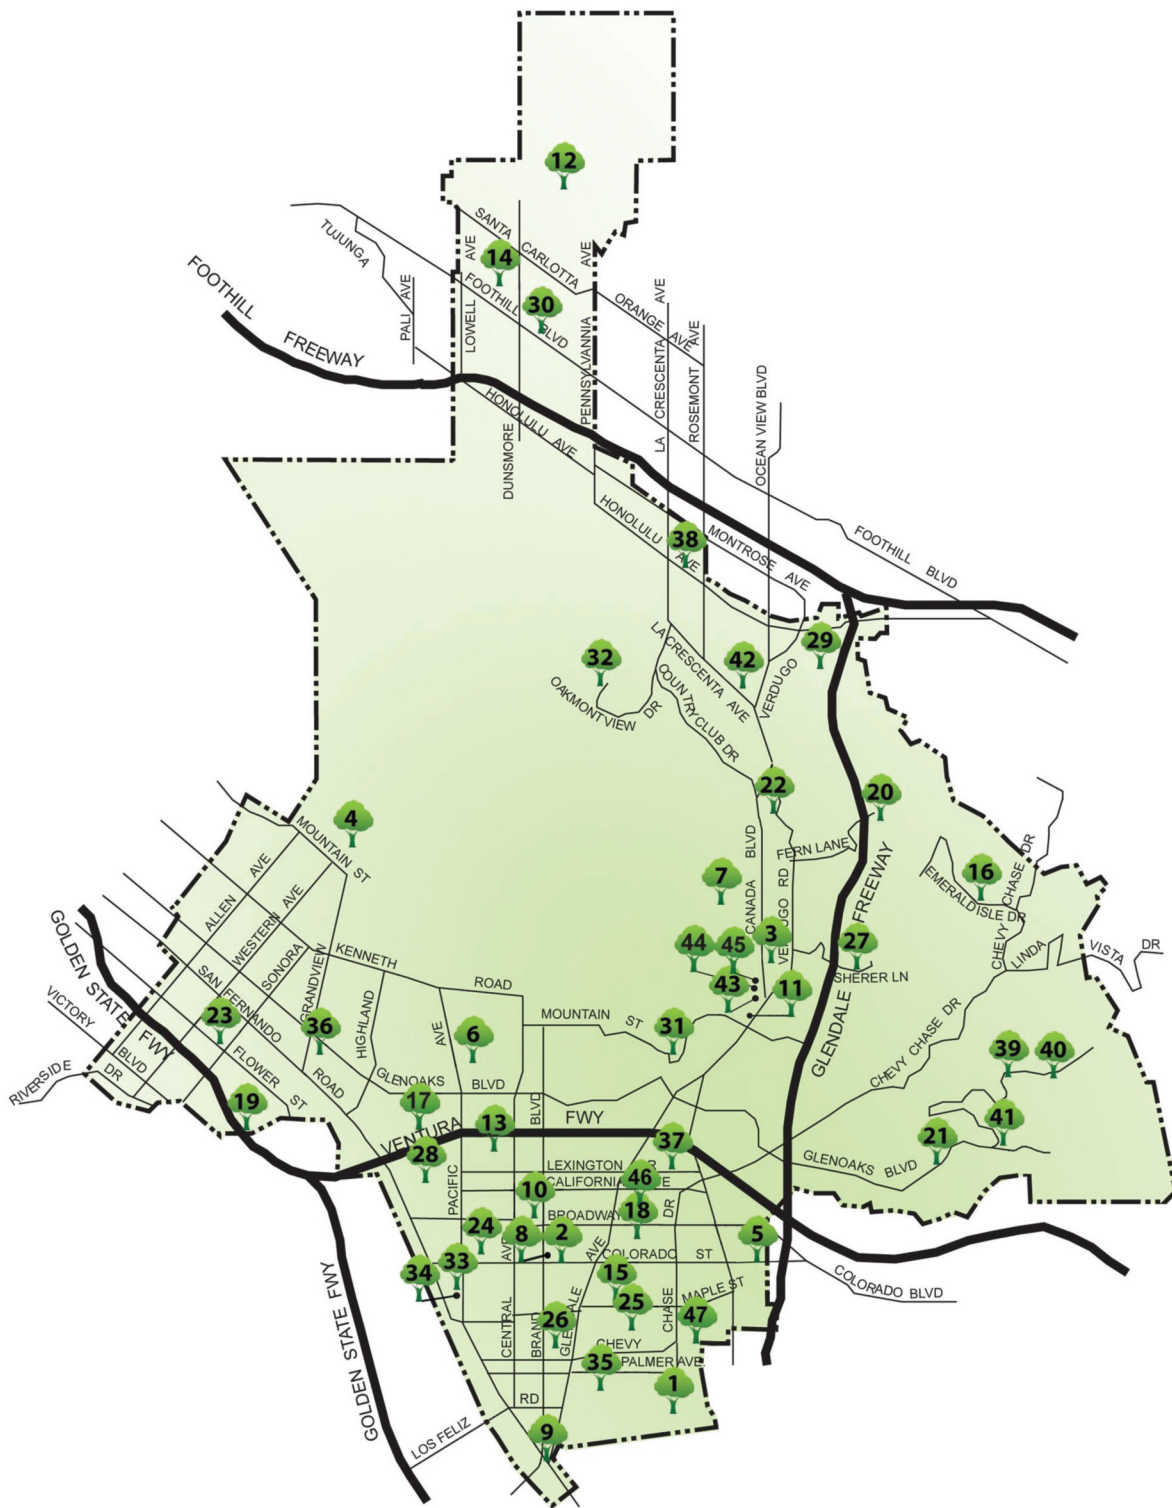 12
SANTA
CARLOTTA
AVE
AVE
14
TUJUNGA
FOOTHILL
BLVD
30
PALI AVE
LOWELL
ORANGE AVE
LA CRESCENTA AVE
ROSEMONT AVE
PENNSYLVANNIA
FOOTHILL
FREEWAY
HONOLULU AVE
DUNSMORE
OCEAN VIEW BLVD
HONOLULU AVE
38
MONTROSE AVE
FOOTHILL BLVD
32
OAKMONTVIEW DR
LA CRESCENTA AVE
42
29
VERDUGO
COUNTRY CLUB DR
22
20
4
MOUNTAIN ST
CANADA BLVD
FERN LANE
7
VERDUGO RD
GLENDALE FREEWAY
16
EMERALD ISLE DR
CHEVY CHASE DR
ALLEN AVE
WESTERN AVE
SONORA
GRANDVIEW
KENNETH ROAD
44
45
3
27
LINDA VISTA DR
SHERER LN
43
11
GOLDEN STATE FWY
SAN FERNANDO ROAD
VICTORY BLVD
RIVERSIDE DR
23
36
HIGHLAND
AVE
6
MOUNTAIN ST
31
CHEVY CHASE DR
39
40
FLOWER ST
19
GLENOAKS BLVD
17
BLVD
VENTURA FWY
13
28
37
41
21
GLENOAKS BLVD
PACIFIC
LEXINGTON DR
CALIFORNIA AVE
46
10
BROADWAY
18
DR
24
8
2
AVE
AVE
COLORADO ST
5
COLORADO BLVD
33
34
15
25
MAPLE ST
CENTRAL
BRAND
GLENDALE
CHASE
47
26
CHEVY
35
PALMER AVE.
1
GOLDEN STATE FWY
LOS FELIZ RD
9